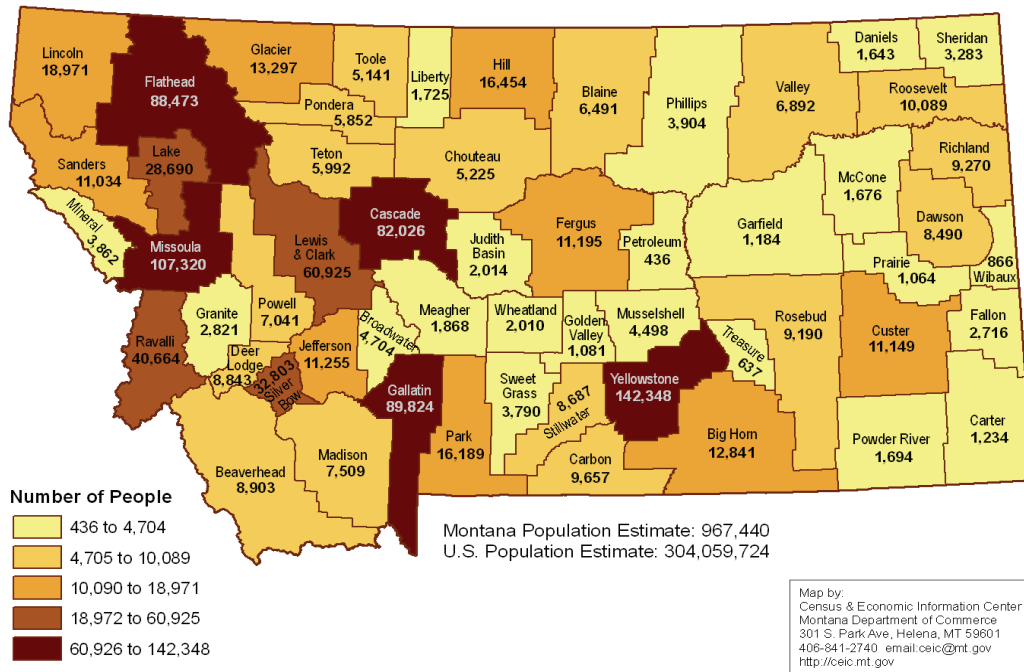 Lincoln
18,971
Flathead
88,473
Glacier
13,297
Toole
5,141
Liberty
1,725
Hill
16,454
Blaine
6,491
Phillips
3,904
Valley
6,892
Daniels
1,643
Sheridan
3,283
Roosevelt
10,089
Pondera
5,852
Sanders
11,034
Lake
28,690
Teton
5,992
Chouteau
5,225
Richland
9,270
McCone
1,676
Mineral
3,862
Missoula
107,320
Lewis
& Clark
60,925
Cascade
82,026
Judith
Basin
2,014
Fergus
11,195
Petroleum
436
Garfield
1,184
Dawson
8,490
Prairie
1,064
866
Wibaux
Granite
2,821
Powell
7,041
Broadwater
4,704
Meagher
1,868
Wheatland
2,010
Golden
Valley
1,081
Musselshell
4,498
Treasure
637
Rosebud
9,190
Custer
11,149
Fallon
2,716
Ravalli
40,664
Deer
Lodge
8,843
32,803
Silver
Bow
Jefferson
11,255
Gallatin
89,824
Park
16,189
Sweet
Grass
3,790
8,687
Stillwater
Yellowstone
142,348
Big Horn
12,841
Powder River
1,694
Carter
1,234
Beaverhead
8,903
Madison
7,509
Carbon
9,657
Number of People
436 to 4,704
4,705 to 10,089
10,090 to 18,971
18,972 to 60,925
60,926 to 142,348
Montana Population Estimate: 967,440
U.S. Population Estimate: 304,059,724
Map by:
Census & Economic Information Center
Montana Department of Commerce
301 S. Park Ave, Helena, MT 59601
406-841-2740 email:ceic@mt.gov
http://ceic.mt.gov